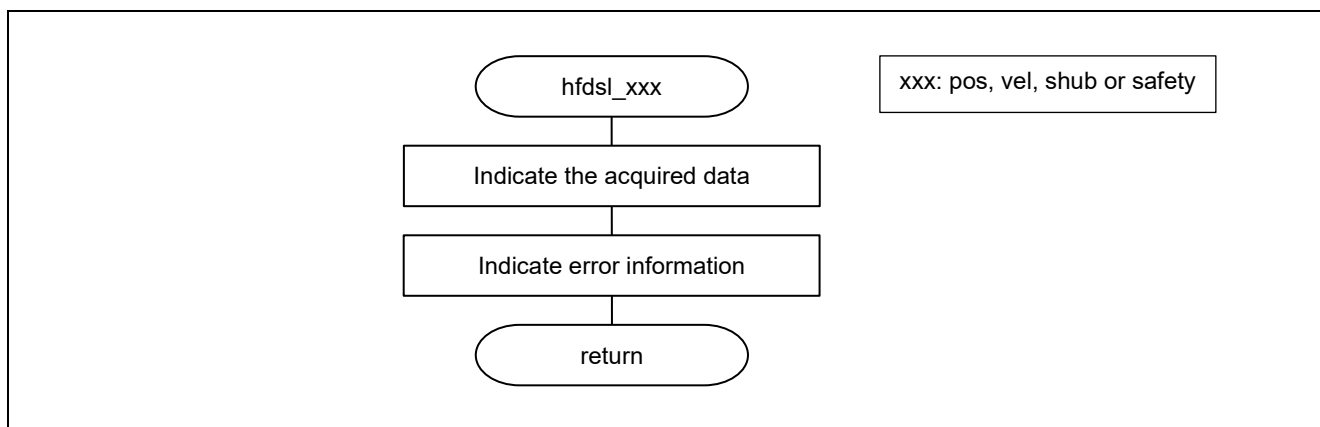 hfdsl_xxx
xxx: pos, vel, shub or safety
Indicate the acquired data
Indicate error information
return